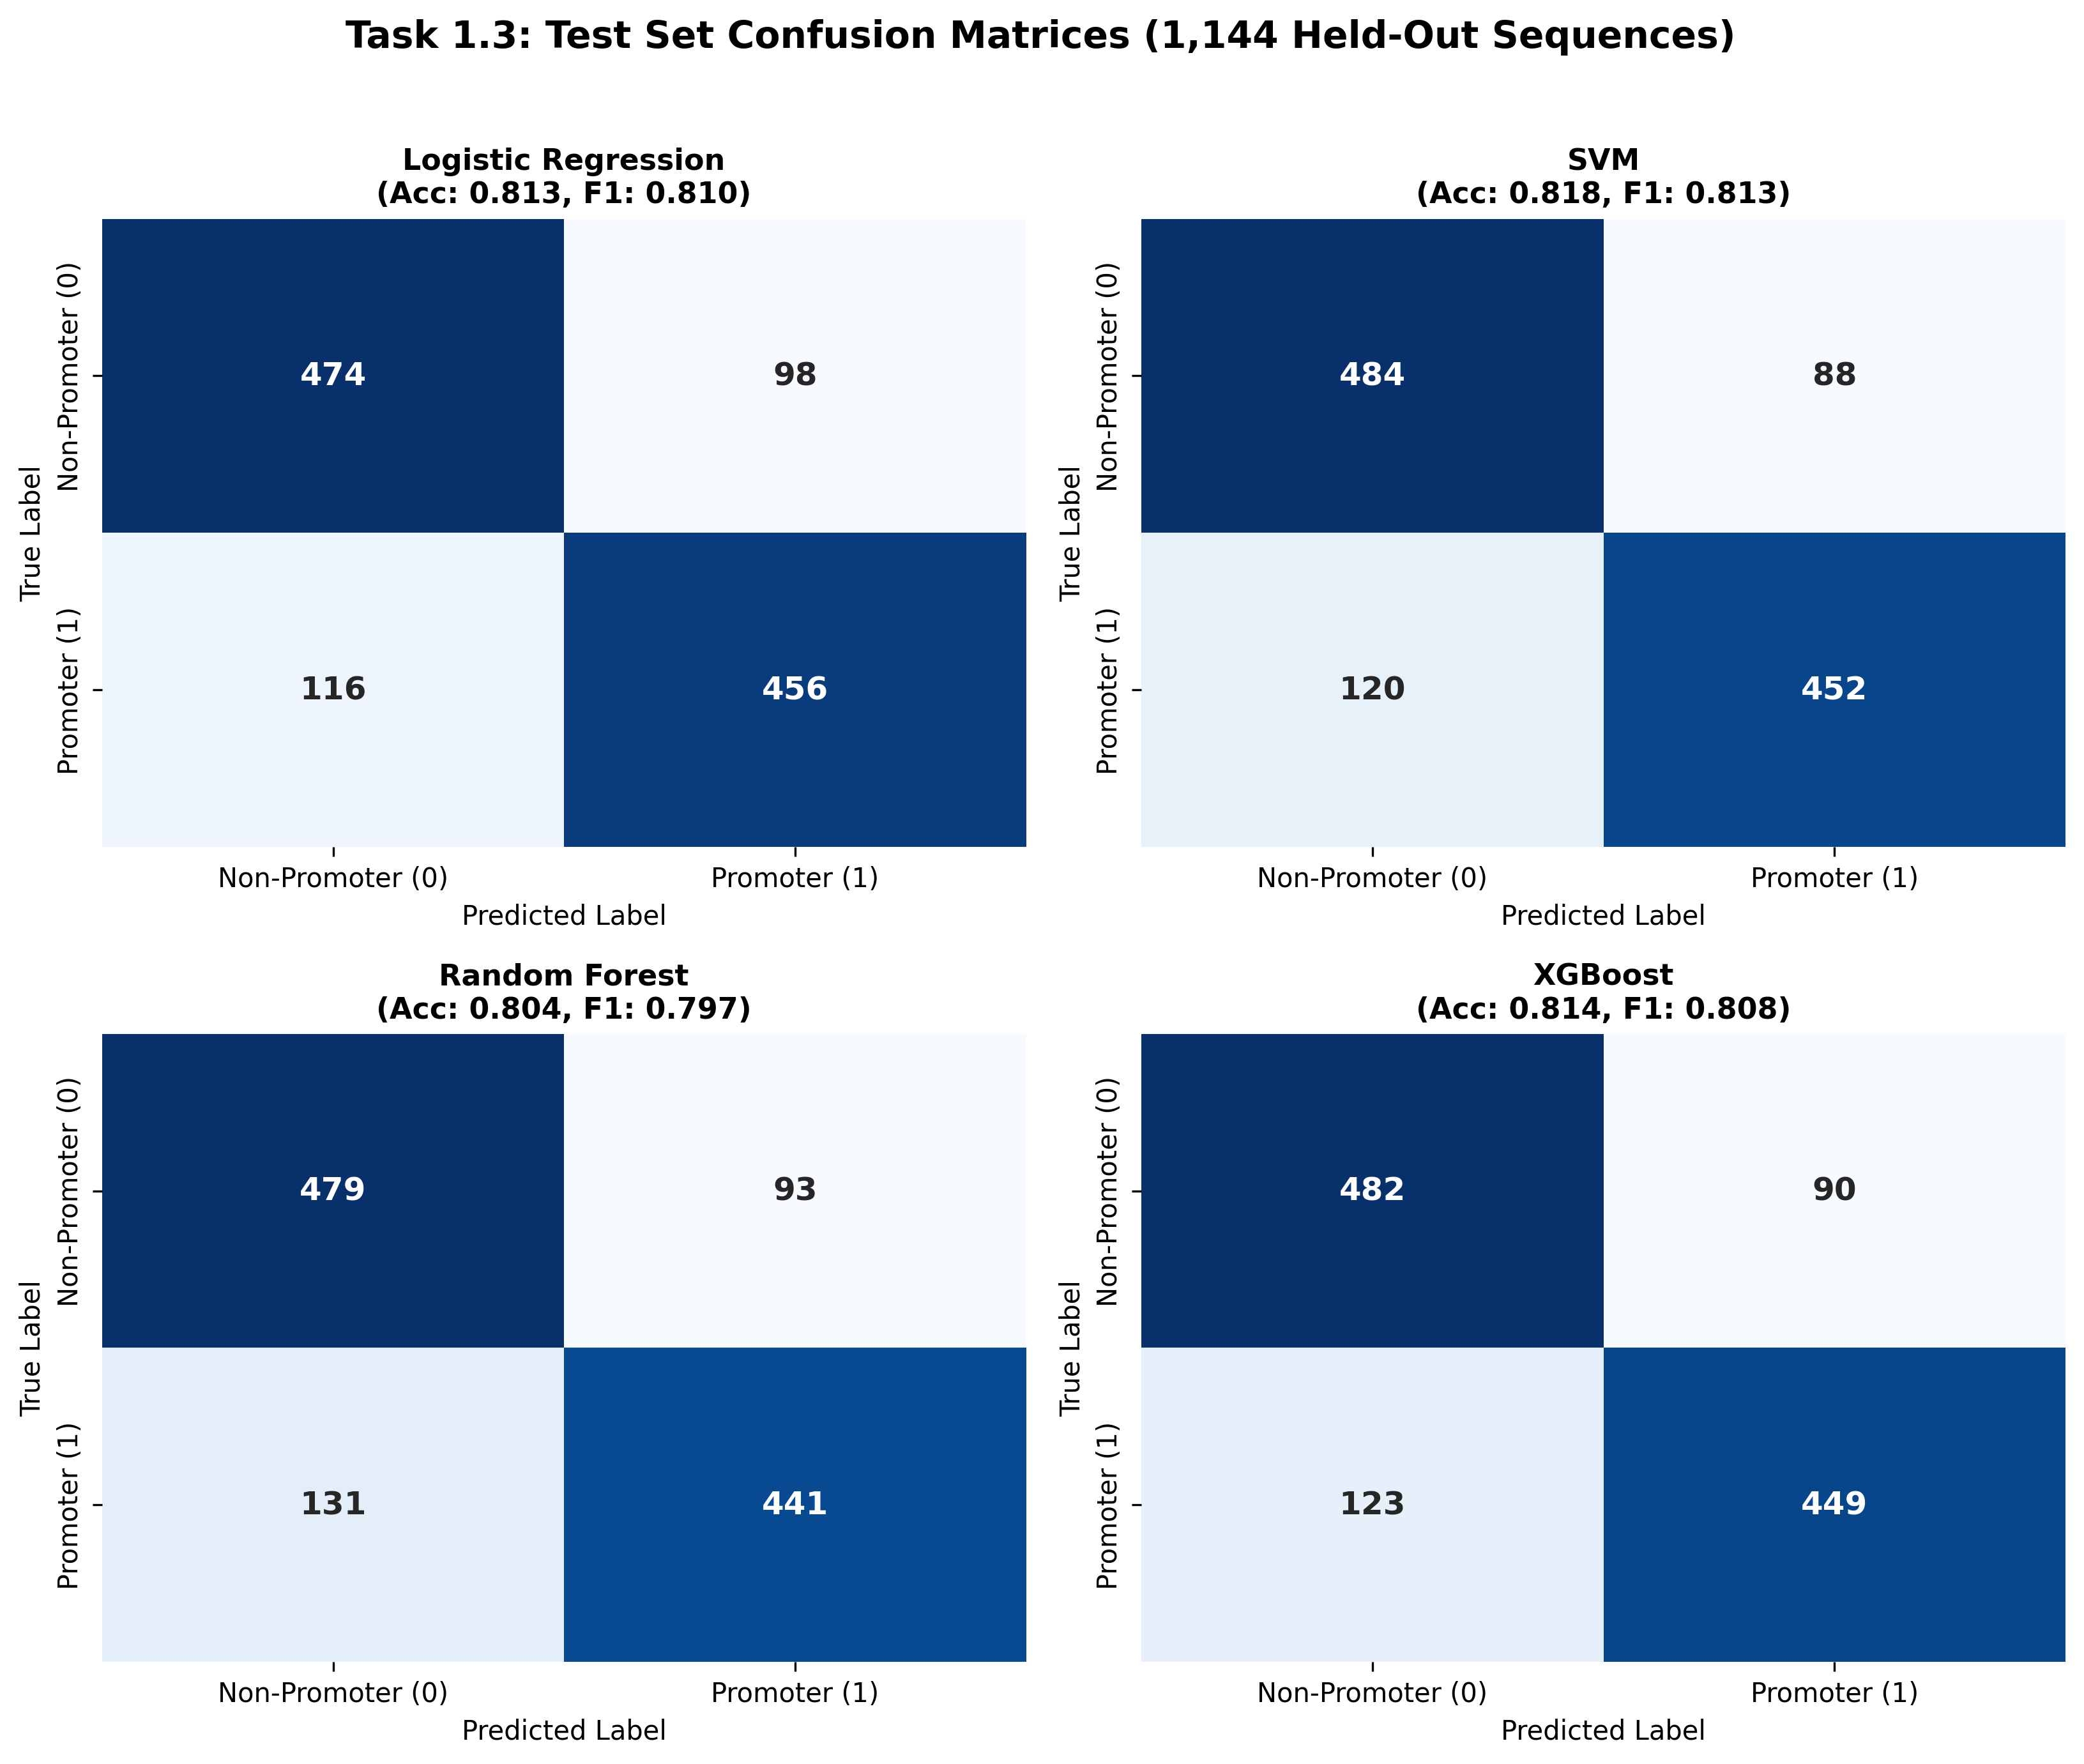 Task 1.3: Test Set Confusion Matrices (1,144 Held-Out Sequences)
Logistic Regression
(Acc: 0.813, F1: 0.810)
True Label
Non-Promoter (0)
474
98
Promoter (1)
116
456
Non-Promoter (0)
Promoter (1)
Predicted Label
SVM
(Acc: 0.818, F1: 0.813)
True Label
Non-Promoter (0)
484
88
Promoter (1)
120
452
Non-Promoter (0)
Promoter (1)
Predicted Label
Random Forest
(Acc: 0.804, F1: 0.797)
True Label
Non-Promoter (0)
479
93
Promoter (1)
131
441
Non-Promoter (0)
Promoter (1)
Predicted Label
XGBoost
(Acc: 0.814, F1: 0.808)
True Label
Non-Promoter (0)
482
90
Promoter (1)
123
449
Non-Promoter (0)
Promoter (1)
Predicted Label